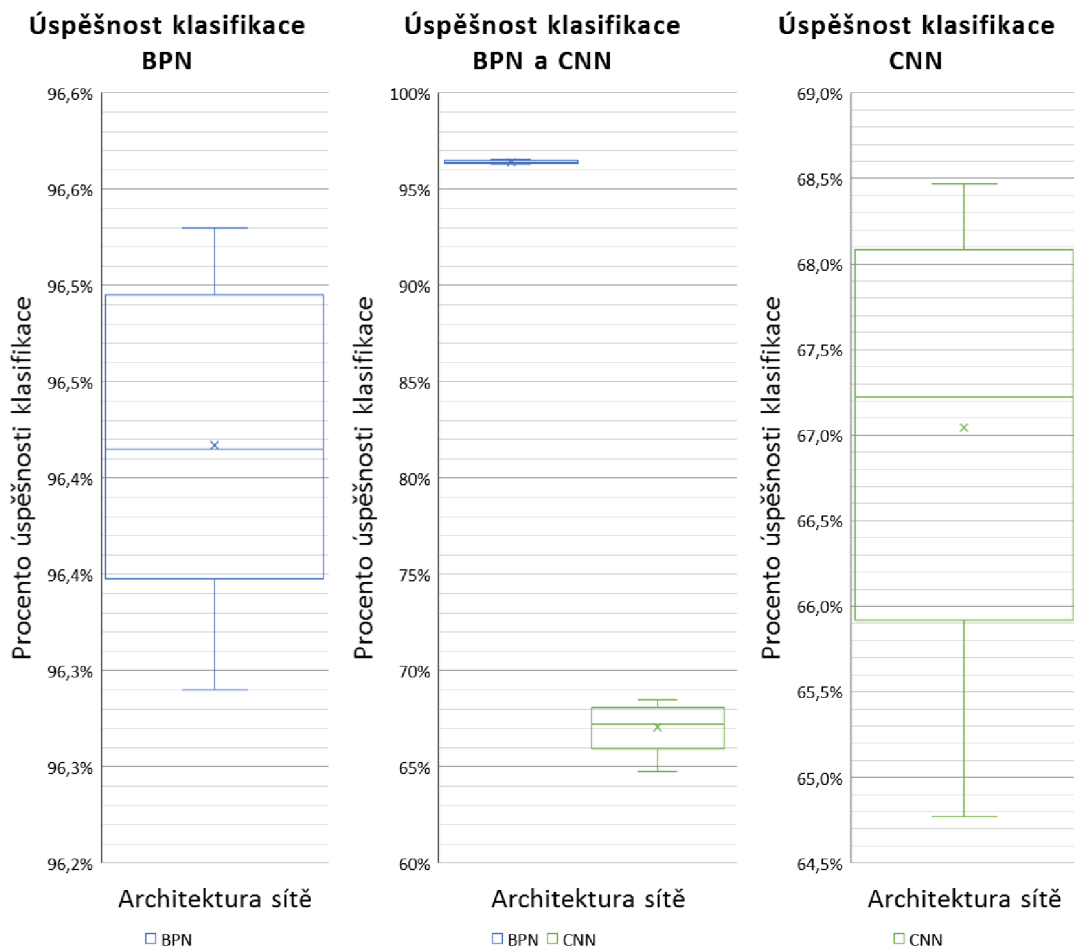 Úspěšnost klasifikace
BPN
96,6%
96,6%
96,5%
96,5%
96,4%
96,4%
96,3%
96,3%
96,2%
Procento úspěšnosti klasifikace
Architektura sítě
BPN
Úspěšnost klasifikace
BPN a CNN
100%
95%
90%
85%
80%
75%
70%
65%
60%
Procento úspěšnosti klasifikace
Architektura sítě
BPN CNN
Úspěšnost klasifikace
CNN
69,0%
68,5%
68,0%
67,5%
67,0%
66,5%
66,0%
65,5%
65,0%
64,5%
Procento úspěšnosti klasifikace
Architektura sítě
CNN